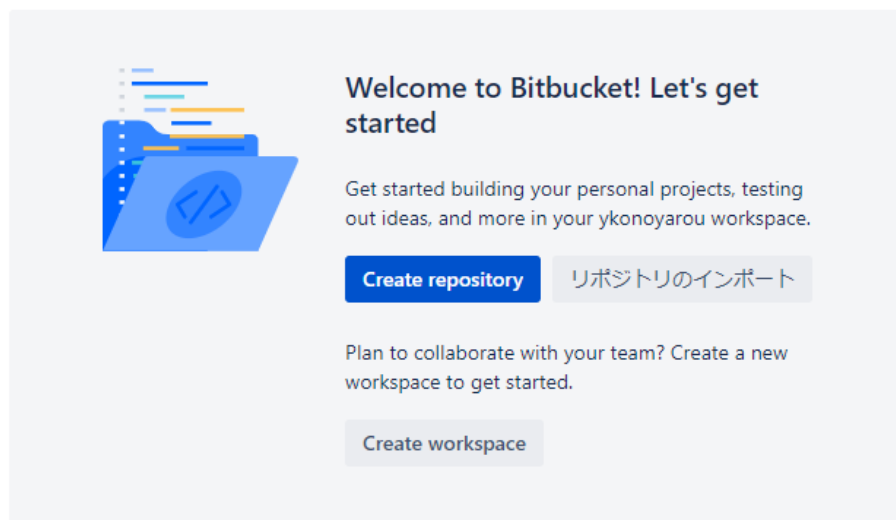 Welcome to Bitbucket! Let's get
started
Get started building your personal projects, testing
out ideas, and more in your ykonoyarou workspace.
Create repository
リポジトリのインポート
Plan to collaborate with your team? Create a new
workspace to get started.
Create workspace